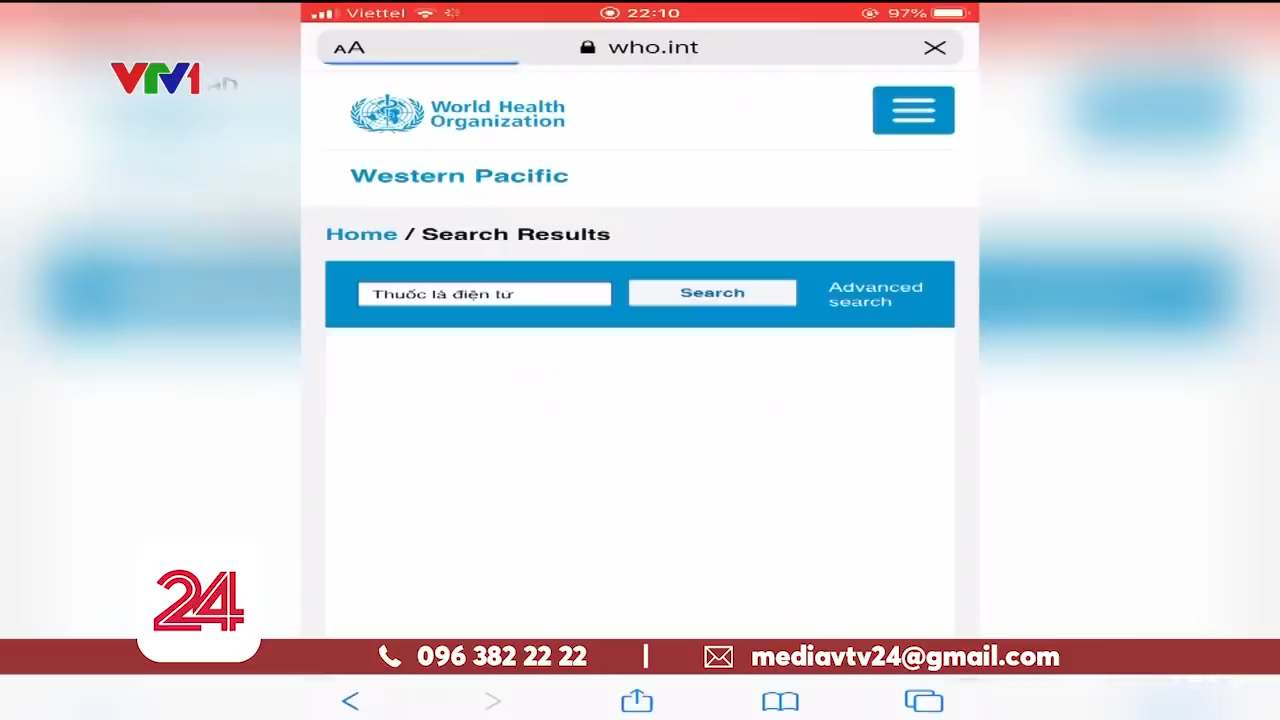 Viettel
22:10
97%
AA
who.int
VTV1
World Health
Organization
Western Pacific
Home / Search Results
Thuốc lá điện tử
Search
Advanced
search
24
096 382 22 22 | mediavtv24@gmail.com